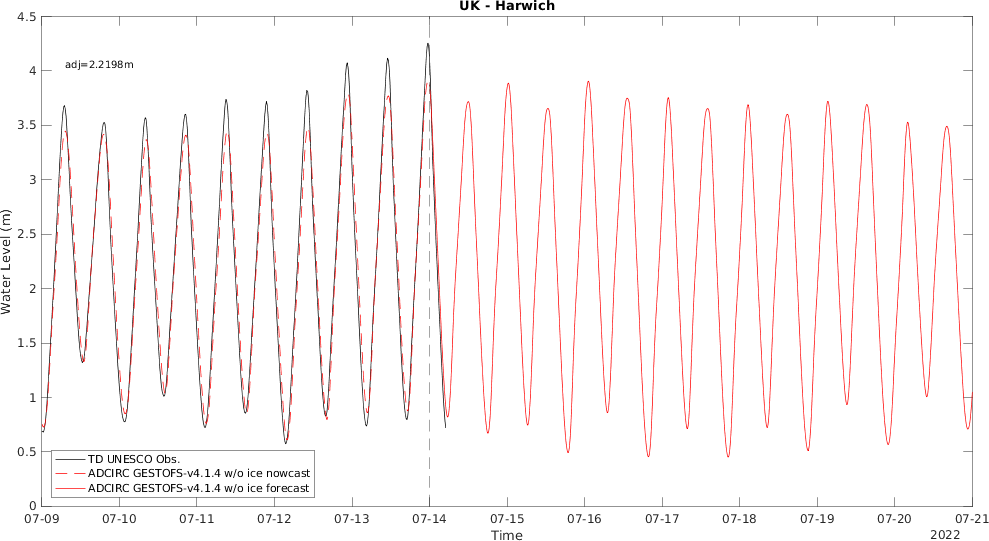 UK - Harwich
adj=2.2198m
Water Level (m)
4.5
4
3.5
3
2.5
2
1.5
1
0.5
0
TD UNESCO Obs.
ADCIRC GESTOFS-v4.1.4 w/o ice nowcast
ADCIRC GESTOFS-v4.1.4 w/o ice forecast
07-09 07-10 07-11 07-12 07-13 07-14 07-15 07-16 07-17 07-18 07-19 07-20 07-21
Time
2022